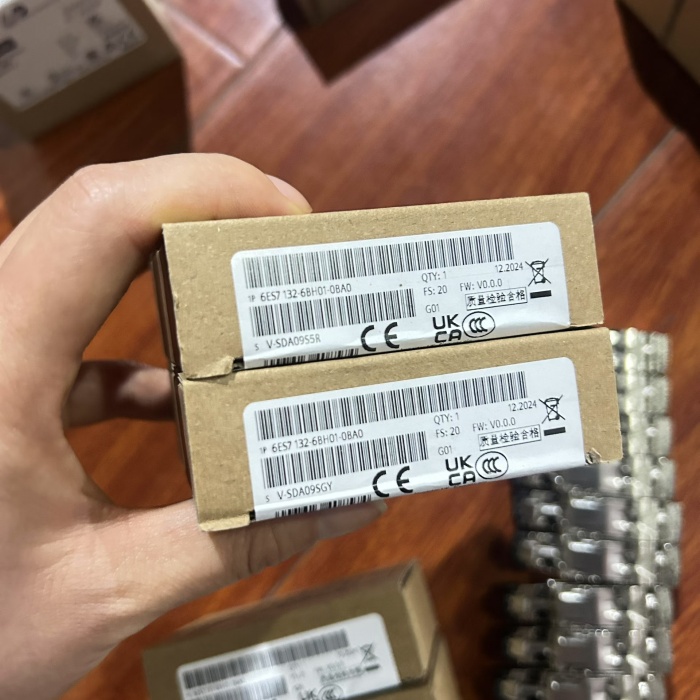 12.2024
QTY: 1
1P 6ES7 132-6BH01-0BA0
FS: 20 FW: V0.0.0
G01 质量检验合格
S V-SDA09S5R
CE UK CA CCC
12.2024
QTY: 1
1P 6ES7 132-6BH01-0BA0
FS: 20 FW: V0.0.0
G01 质量检验合格
S V-SDA09SGY
CE UK CA CCC